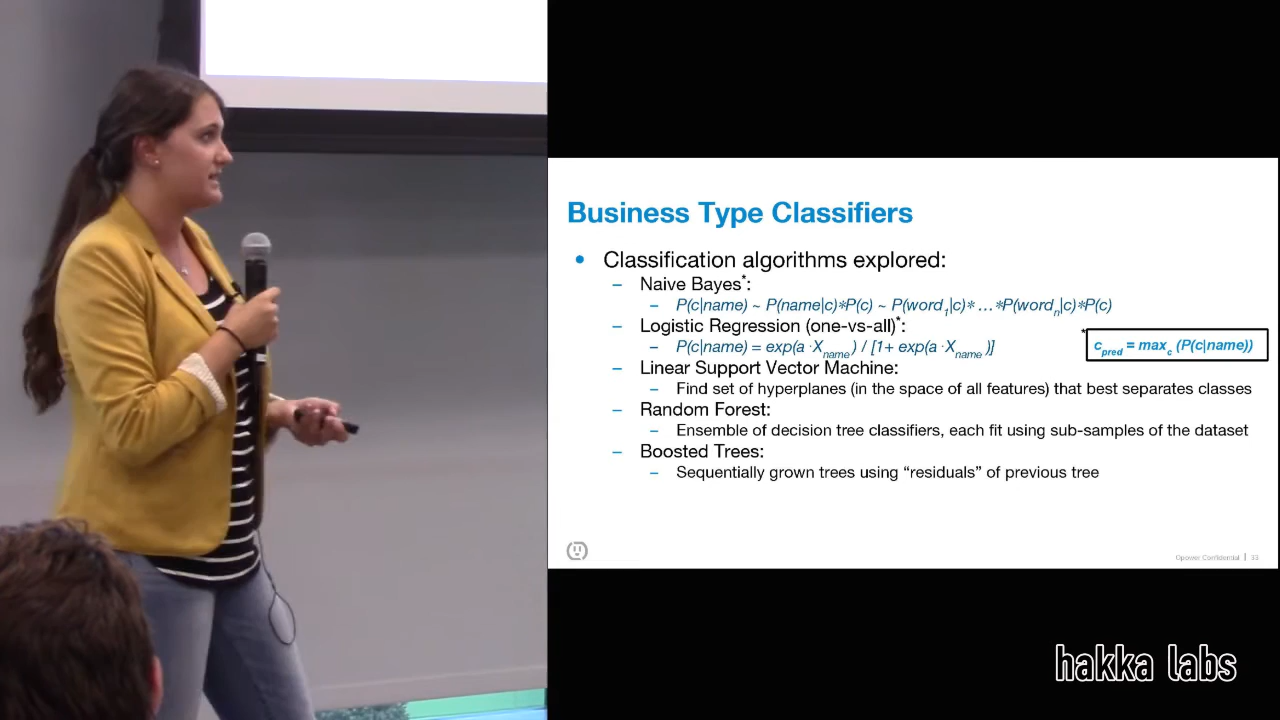 Business Type Classifiers
• Classification algorithms explored:
– Naive Bayes*:
– P(c|name) ~ P(name|c)*P(c) ~ P(word1|c)* …*P(wordn|c)*P(c)
– Logistic Regression (one-vs-all)*:
– P(c|name) = exp(a·Xname) / [1+ exp(a·Xname)]
* cpred = maxc (P(c|name))
– Linear Support Vector Machine:
– Find set of hyperplanes (in the space of all features) that best separates classes
– Random Forest:
– Ensemble of decision tree classifiers, each fit using sub-samples of the dataset
– Boosted Trees:
– Sequentially grown trees using “residuals” of previous tree
Opower Confidential | 33
hakka labs